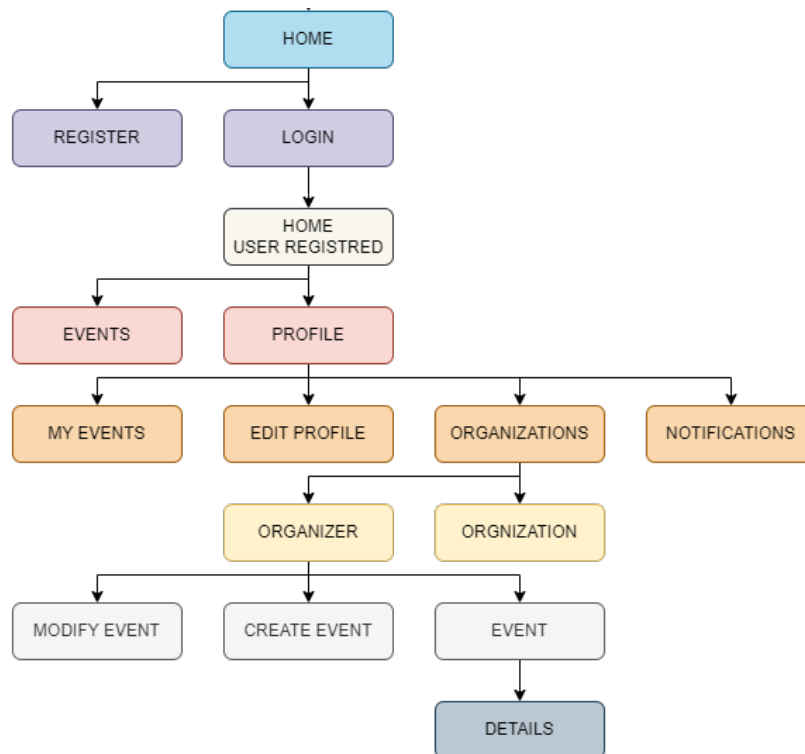 HOME
REGISTER
LOGIN
HOME
USER REGISTRED
EVENTS
PROFILE
MY EVENTS
EDIT PROFILE
ORGANIZATIONS
NOTIFICATIONS
ORGANIZER
ORGNIZATION
MODIFY EVENT
CREATE EVENT
EVENT
DETAILS